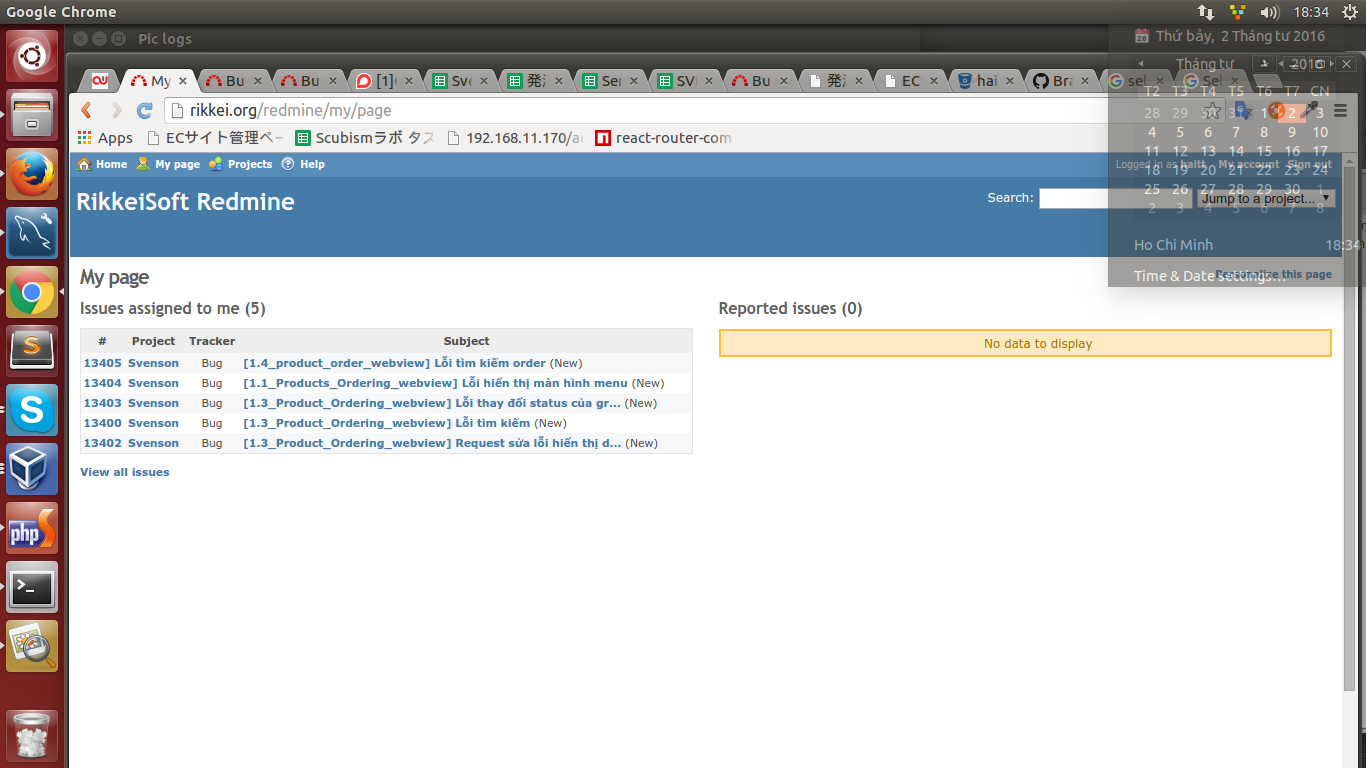 Google Chrome
18:34
Pic logs
Thứ bảy, 2 Tháng tư 2016
Tháng tư 2016
My
Bu
Bu
[1]
Sve
発
Ser
SVI
Bu
発
EC
hai
Bra
sel
Sel
rikkei.org/redmine/my/page
T2 T3 T4 T5 T6 T7 CN
28 29 30 31 1 2 3
4 5 6 7 8 9 10
11 12 13 14 15 16 17
18 19 20 21 22 23 24
25 26 27 28 29 30 1
2 3 4 5 6 7 8
Apps
ECサイト管理ペ
Scubismラボ タス
192.168.11.170/a
react-router-com
Home My page Projects Help
Logged in as haitt My account Sign out
RikkeiSoft Redmine
Search:
Jump to a project...
Ho Chi Minh 18:34
Time & Date settings...
Personalize this page
My page
Issues assigned to me (5)
# Project Tracker Subject
13405 Svenson Bug [1.4_product_order_webview] Lỗi tìm kiếm order (New)
13404 Svenson Bug [1.1_Products_Ordering_webview] Lỗi hiển thị màn hình menu (New)
13403 Svenson Bug [1.3_Product_Ordering_webview] Lỗi thay đổi status của gr... (New)
13400 Svenson Bug [1.3_Product_Ordering_webview] Lỗi tìm kiếm (New)
13402 Svenson Bug [1.3_Product_Ordering_webview] Request sửa lỗi hiển thị d... (New)
View all issues
Reported issues (0)
No data to display
php